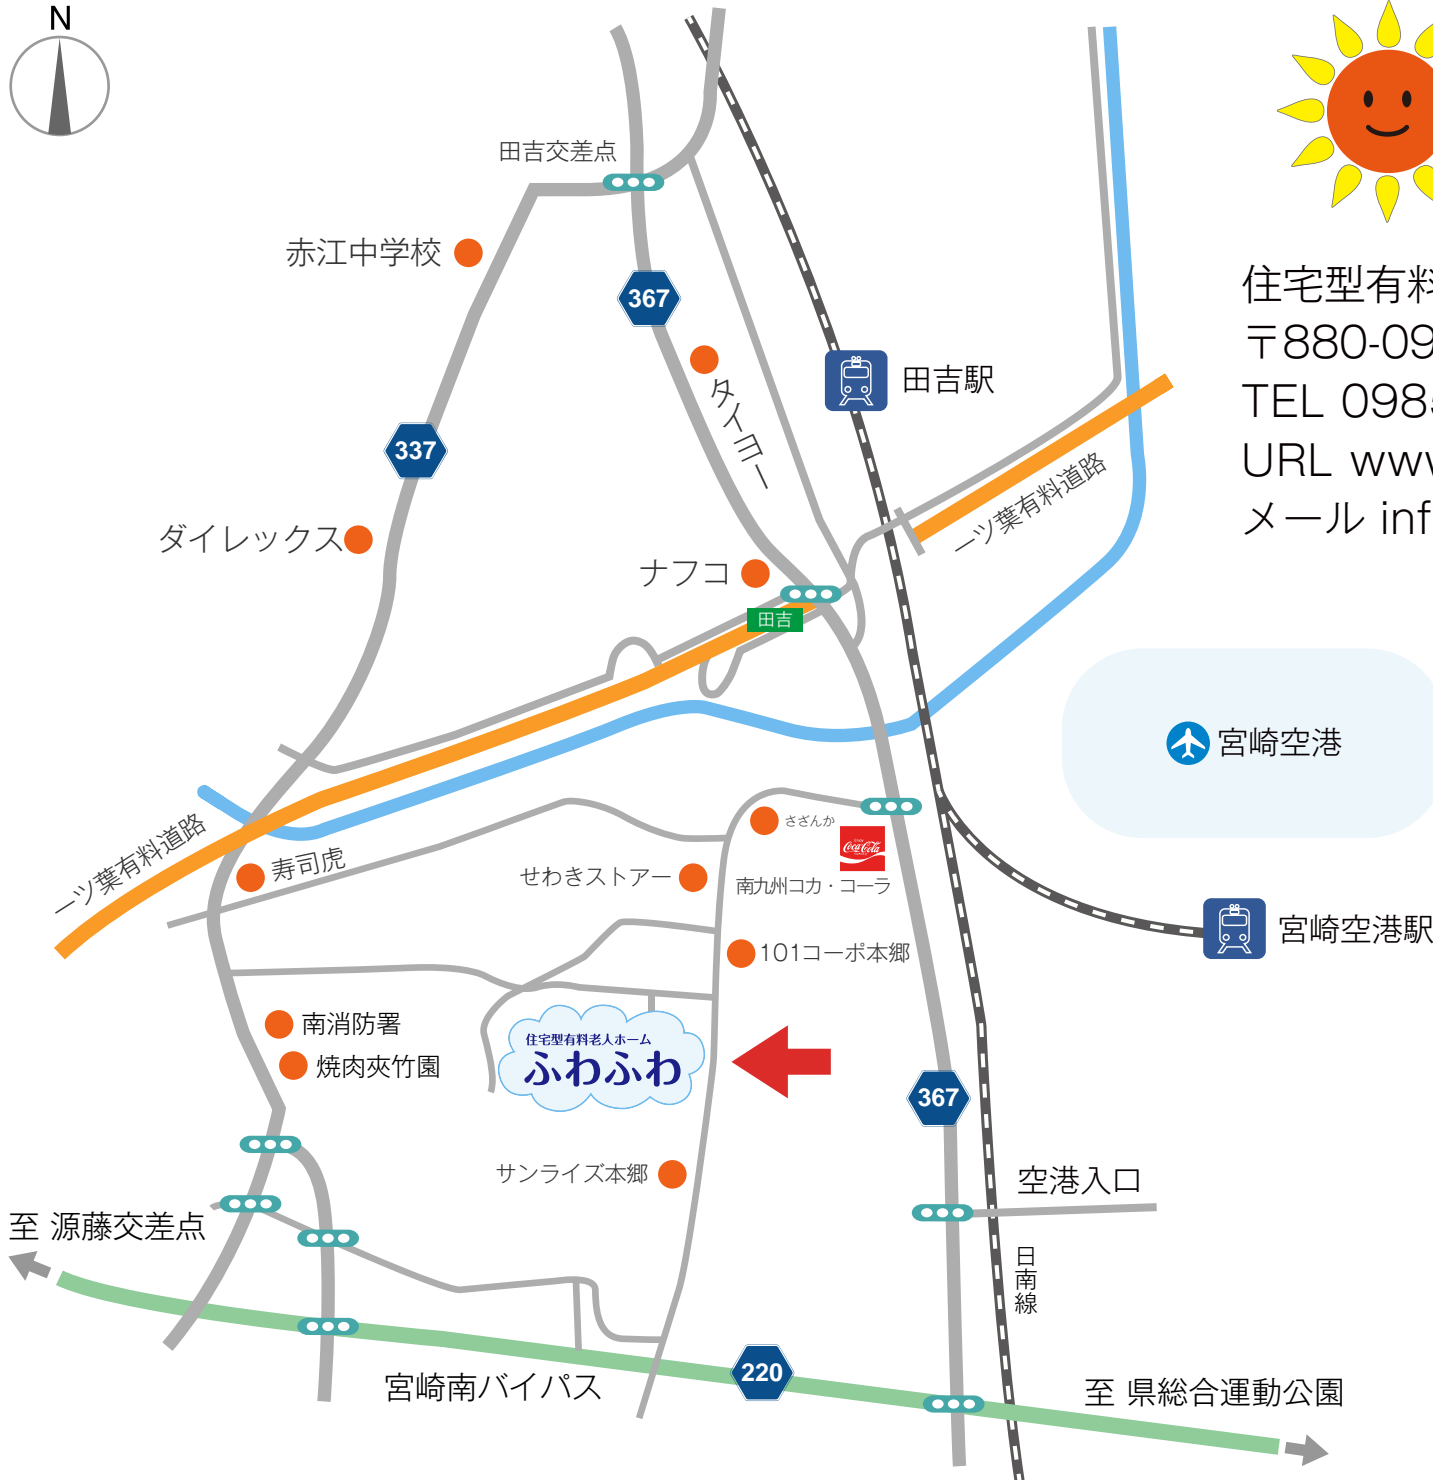 N
田吉交差点
赤江中学校
367
タイヨー
田吉駅
337
一ツ葉有料道路
ダイレックス
ナフコ
田吉
住宅型有料
〒880-09
TEL 098
URL www
メール inf
宮崎空港
一ツ葉有料道路
寿司虎
さざんか
Coca-Cola
せわきストアー
南九州コカ・コーラ
宮崎空港駅
101コーポ本郷
南消防署
焼肉夾竹園
住宅型有料老人ホーム
ふわふわ
367
サンライズ本郷
空港入口
至 源藤交差点
日南線
宮崎南バイパス
220
至 県総合運動公園